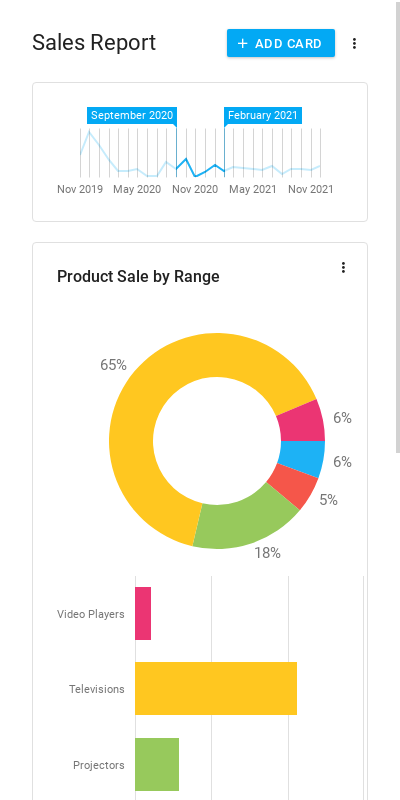 Sales Report
+ ADD CARD
September 2020
February 2021
Nov 2019
May 2020
Nov 2020
May 2021
Nov 2021
Product Sale by Range
65%
6%
6%
5%
18%
Video Players
Televisions
Projectors